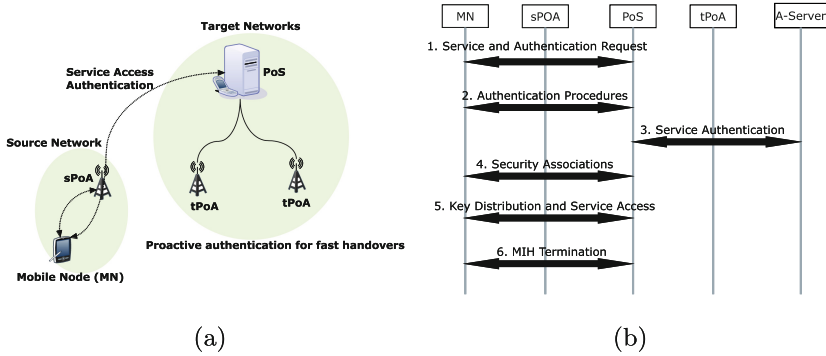 Target Networks
PoS
Service Access
Authentication
Source Network
sPoA
tPoA
tPoA
Proactive authentication for fast handovers
Mobile Node (MN)
(a)
MN
sPOA
PoS
tPoA
A-Server
1. Service and Authentication Request
2. Authentication Procedures
3. Service Authentication
4. Security Associations
5. Key Distribution and Service Access
6. MIH Termination
(b)